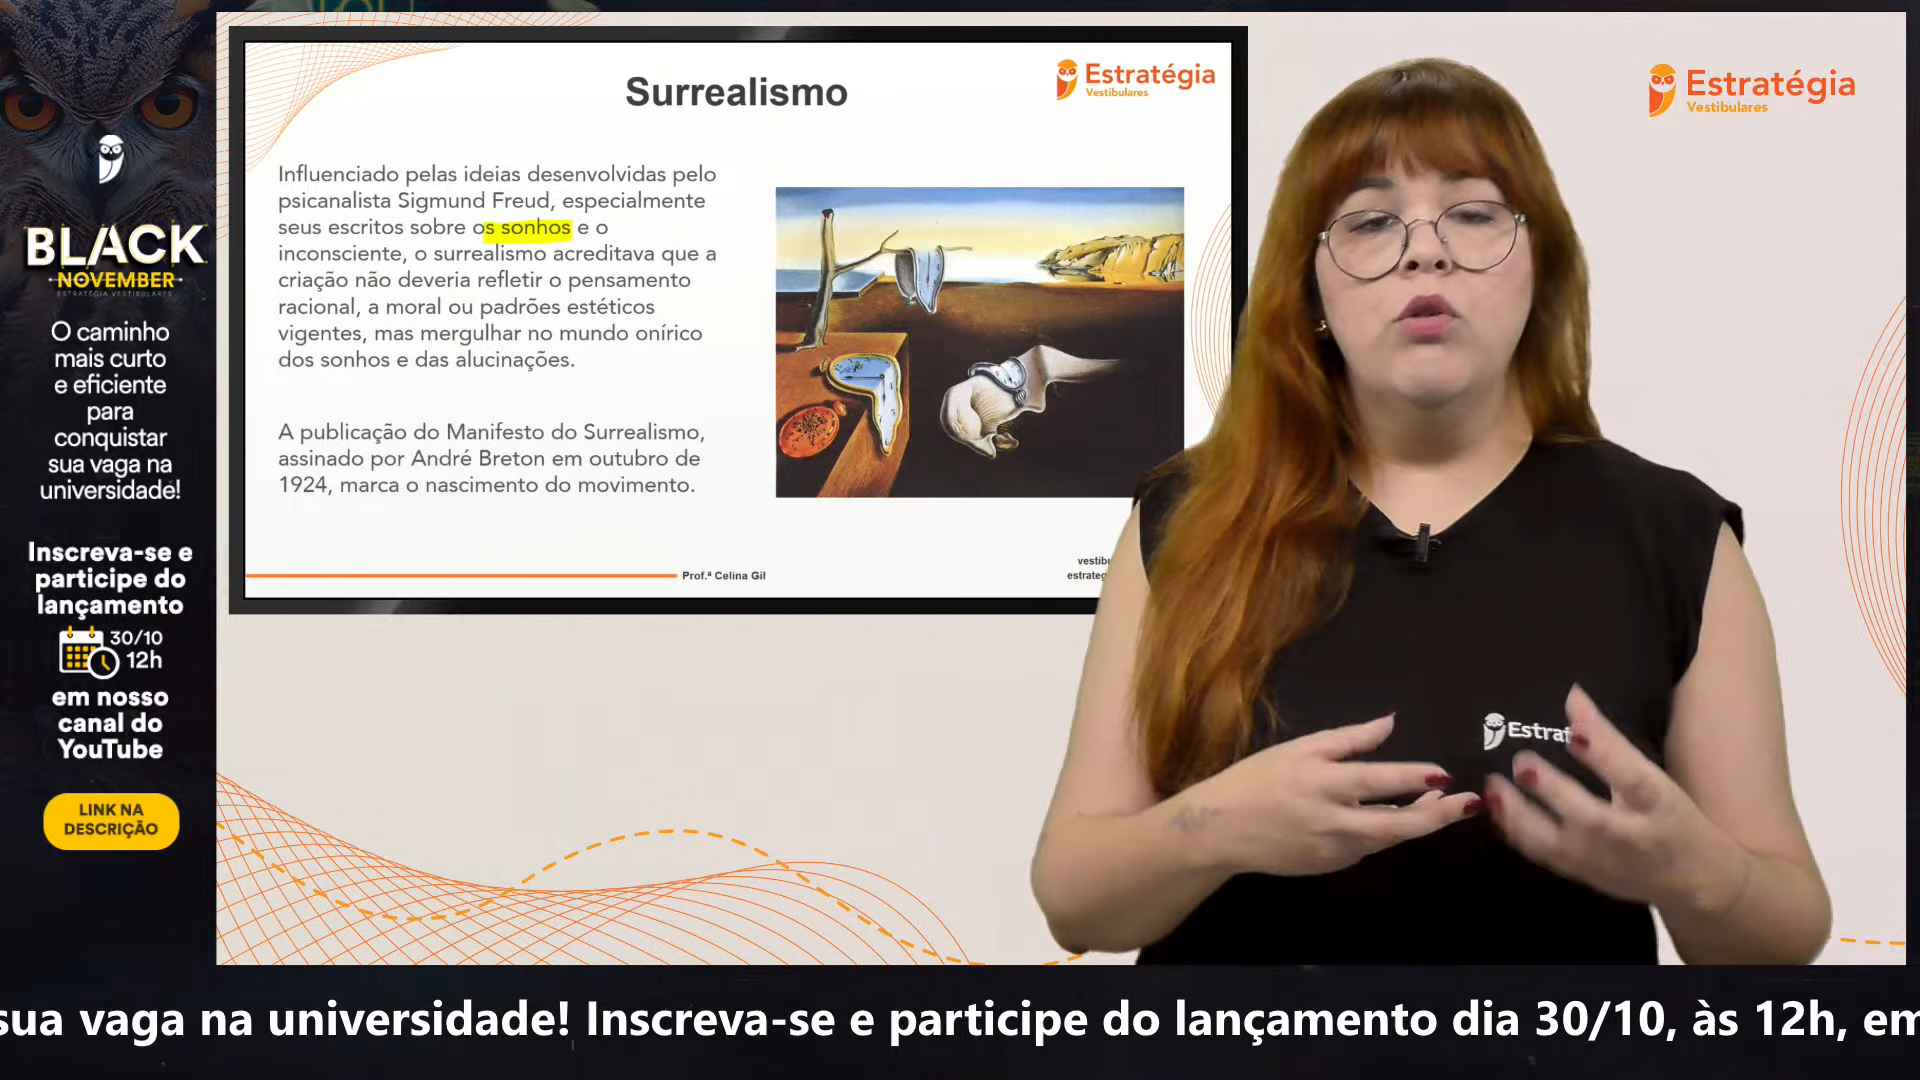 BLACK
NOVEMBER
ESTRATÉGIA VESTIBULARES
O caminho
mais curto
e eficiente
para
conquistar
sua vaga na
universidade!
Inscreva-se e
participe do
lançamento
30/10
12h
em nosso
canal do
YouTube
LINK NA
DESCRIÇÃO
Surrealismo
Estratégia
Vestibulares
Influenciado pelas ideias desenvolvidas pelo
psicanalista Sigmund Freud, especialmente
seus escritos sobre os sonhos e o
inconsciente, o surrealismo acreditava que a
criação não deveria refletir o pensamento
racional, a moral ou padrões estéticos
vigentes, mas mergulhar no mundo onírico
dos sonhos e das alucinações.
A publicação do Manifesto do Surrealismo,
assinado por André Breton em outubro de
1924, marca o nascimento do movimento.
Prof.ª Celina Gil
Estratégia
Vestibulares
sua vaga na universidade! Inscreva-se e participe do lançamento dia 30/10, às 12h, em